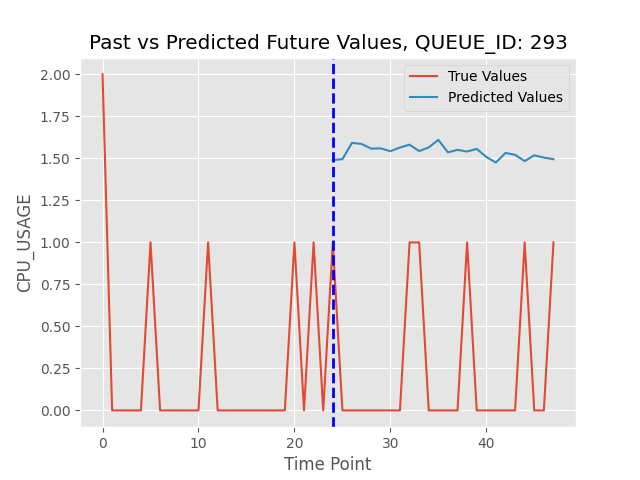 Past vs Predicted Future Values, QUEUE_ID: 293
True Values
Predicted Values
CPU_USAGE
2.00
1.75
1.50
1.25
1.00
0.75
0.50
0.25
0.00
0 10 20 30 40
Time Point